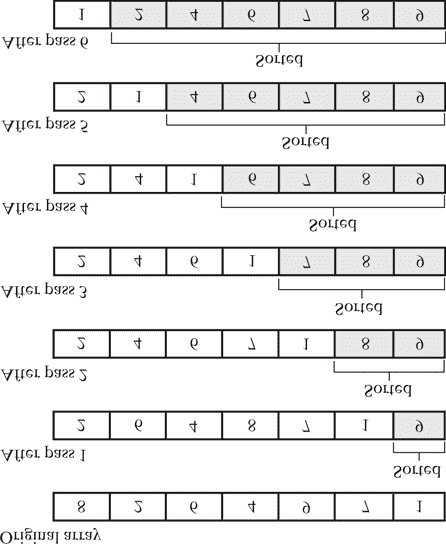 Original array
8 2 6 4 9 7 1
Sorted
After pass 1
2 6 4 8 7 1 9
Sorted
After pass 2
2 4 6 7 1 8 9
Sorted
After pass 3
2 4 6 1 7 8 9
Sorted
After pass 4
2 4 1 6 7 8 9
Sorted
After pass 5
2 1 4 6 7 8 9
Sorted
After pass 6
1 2 4 6 7 8 9